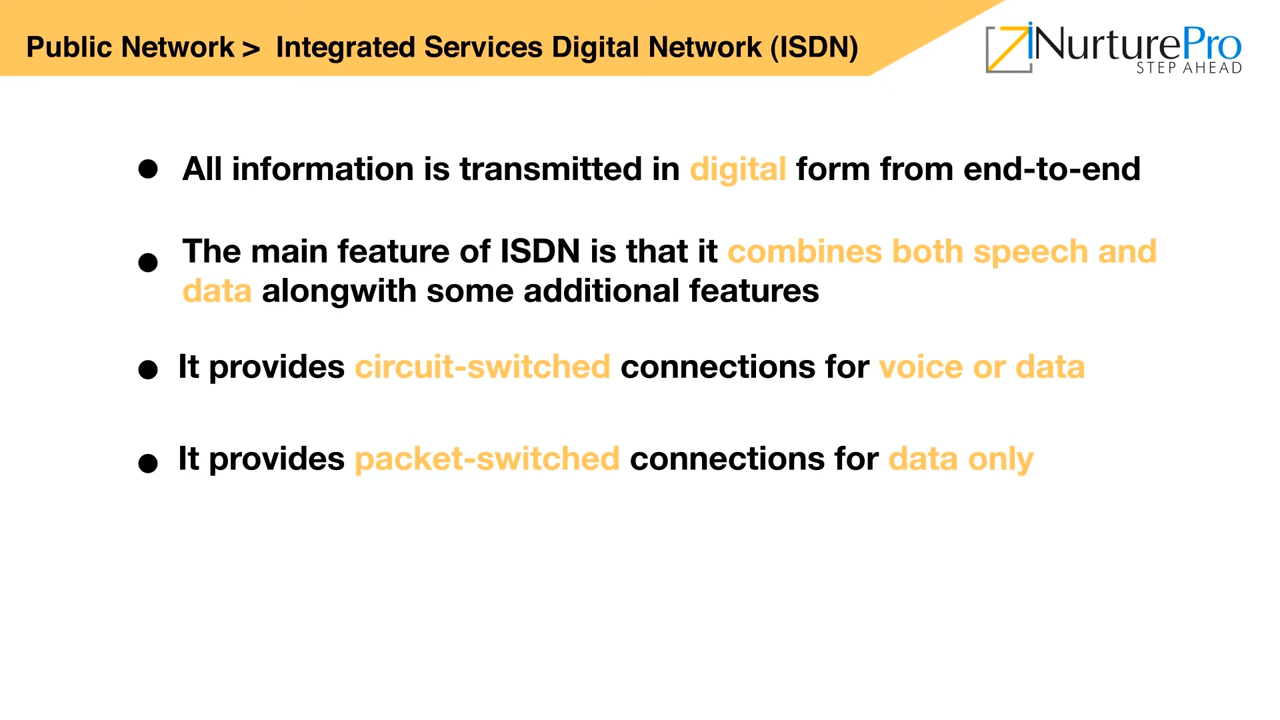 Public Network > Integrated Services Digital Network (ISDN)
iNurturePro
STEP AHEAD
All information is transmitted in digital form from end-to-end
The main feature of ISDN is that it combines both speech and
data alongwith some additional features
It provides circuit-switched connections for voice or data
It provides packet-switched connections for data only